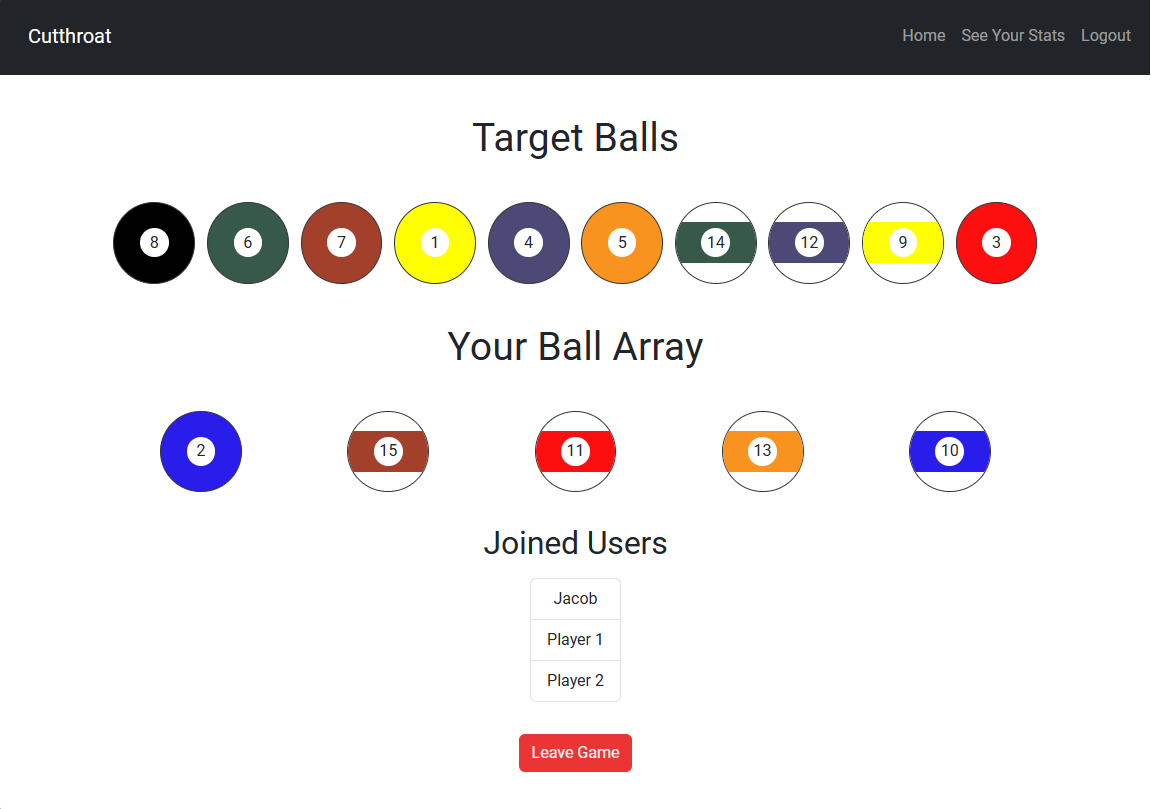 Cutthroat
Home See Your Stats Logout
Target Balls
8 6 7 1 4 5 14 12 9 3
Your Ball Array
2 15 11 13 10
Joined Users
Jacob
Player 1
Player 2
Leave Game